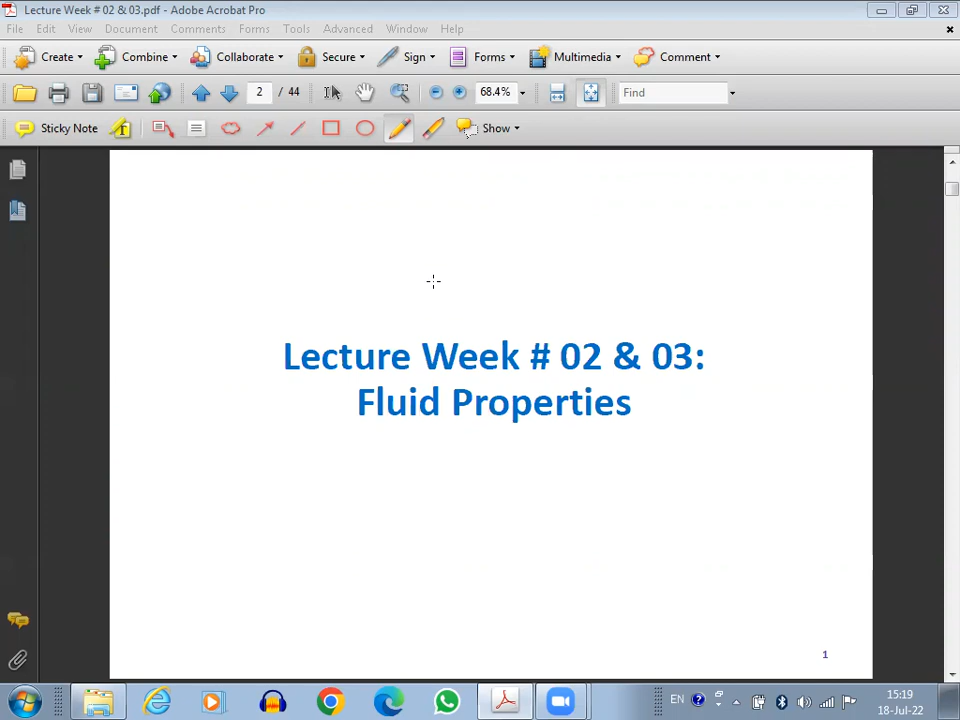 Lecture Week # 02 & 03.pdf - Adobe Acrobat Pro
File Edit View Document Comments Forms Tools Advanced Window Help
Create Combine Collaborate Secure Sign Forms Multimedia Comment
2 / 44 68.4% Find
Sticky Note Show
Lecture Week # 02 & 03:
Fluid Properties
1
EN 15:19
18-Jul-22